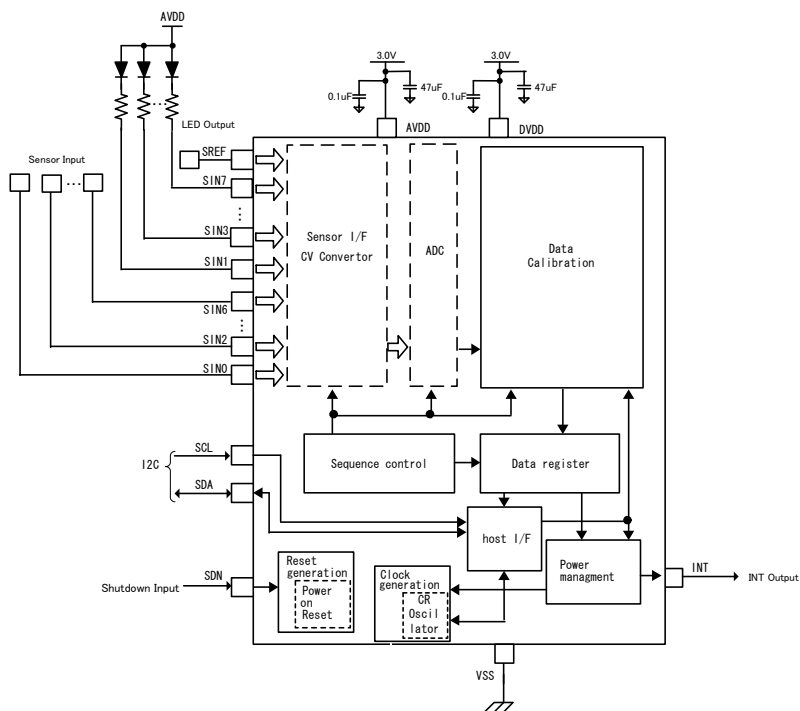 AVDD
3.0V
3.0V
0.1uF
47uF
0.1uF
47uF
LED Output
AVDD
DVDD
Sensor Input
SREF
SIN7
SIN3
SIN1
SIN6
SIN2
SIN0
Sensor I/F
CV Convertor
ADC
Data
Calibration
I2C
SCL
SDA
Sequence control
Data register
host I/F
Shutdown Input
SDN
Reset
generation
Power
on
Reset
Clock
generation
CR
Oscil
lator
Power
managment
INT
INT Output
VSS